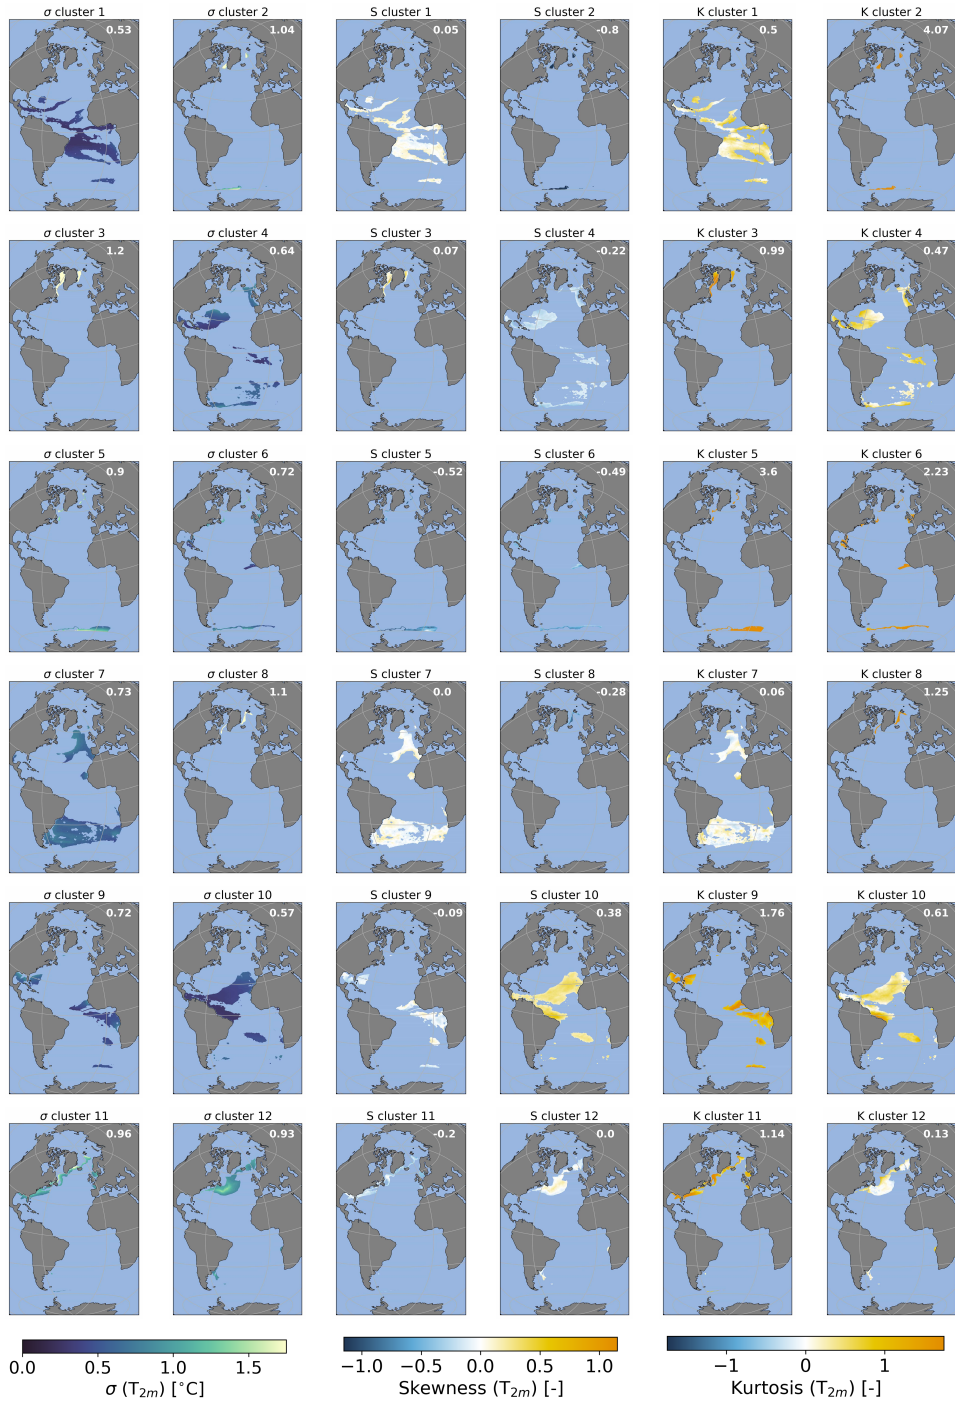 σ cluster 1 σ cluster 2 S cluster 1 S cluster 2 K cluster 1 K cluster 2
0.53 1.04 0.05 -0.8 0.5 4.07
σ cluster 3 σ cluster 4 S cluster 3 S cluster 4 K cluster 3 K cluster 4
1.2 0.64 0.07 -0.22 0.99 0.47
σ cluster 5 σ cluster 6 S cluster 5 S cluster 6 K cluster 5 K cluster 6
0.9 0.72 -0.52 -0.49 3.6 2.23
σ cluster 7 σ cluster 8 S cluster 7 S cluster 8 K cluster 7 K cluster 8
0.73 1.1 0.0 -0.28 0.06 1.25
σ cluster 9 σ cluster 10 S cluster 9 S cluster 10 K cluster 9 K cluster 10
0.72 0.57 -0.09 0.38 1.76 0.61
σ cluster 11 σ cluster 12 S cluster 11 S cluster 12 K cluster 11 K cluster 12
0.96 0.93 -0.2 0.0 1.14 0.13
0.0 0.5 1.0 1.5 −1.0 −0.5 0.0 0.5 1.0 −1 0 1
σ (T₂ₘ) [°C] Skewness (T₂ₘ) [-] Kurtosis (T₂ₘ) [-]